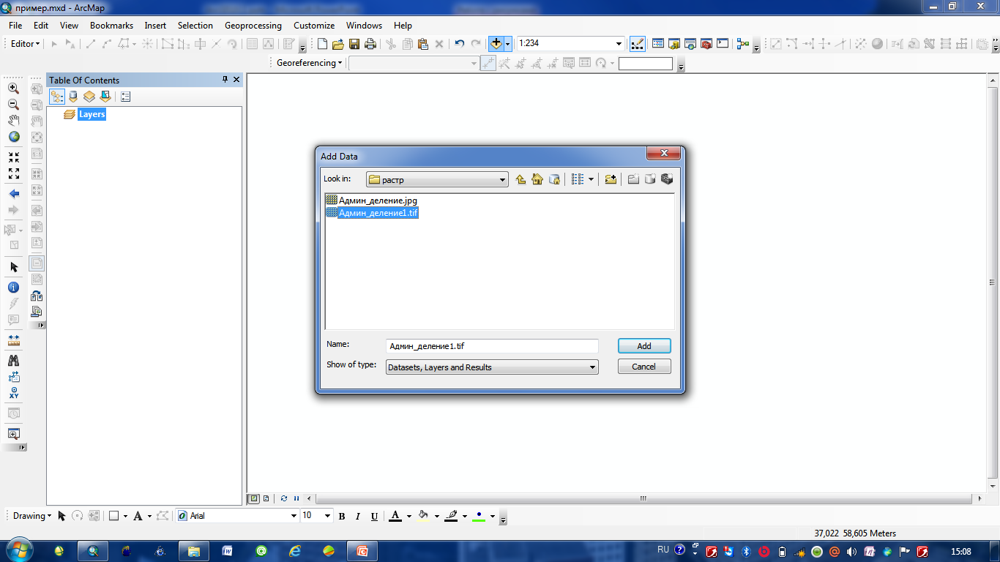 пример.mxd - ArcMap
File Edit View Bookmarks Insert Selection Geoprocessing Customize Windows Help
Editor 1:234
Georeferencing
Table Of Contents
Layers
Add Data
Look in: растр
Админ_деление.jpg
Админ_деление1.tif
Name: Админ_деление1.tif Add
Show of type: Datasets, Layers and Results Cancel
Drawing A Arial 10 B I U A
37,022 58,605 Meters
RU 15:08